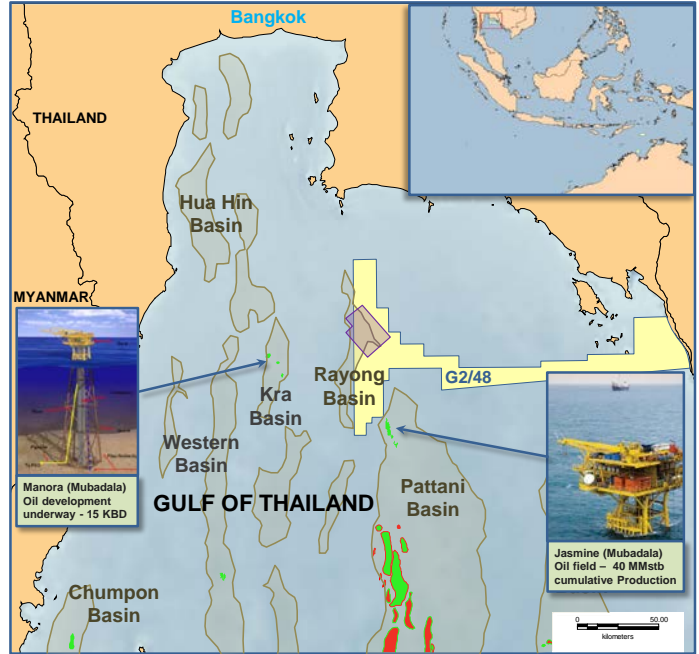 Bangkok
THAILAND
Hua Hin
Basin
MYANMAR
Rayong
Basin
G2/48
Kra
Basin
Western
Basin
GULF OF THAILAND
Pattani
Basin
Manora (Mubadala)
Oil development
underway - 15 KBD
Jasmine (Mubadala)
Oil field – 40 MMstb
cumulative Production
Chumpon
Basin
0
50.00
kilometers